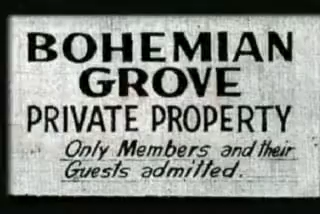 BOHEMIAN
GROVE
PRIVATE PROPERTY
Only Members and their
Guests admitted.